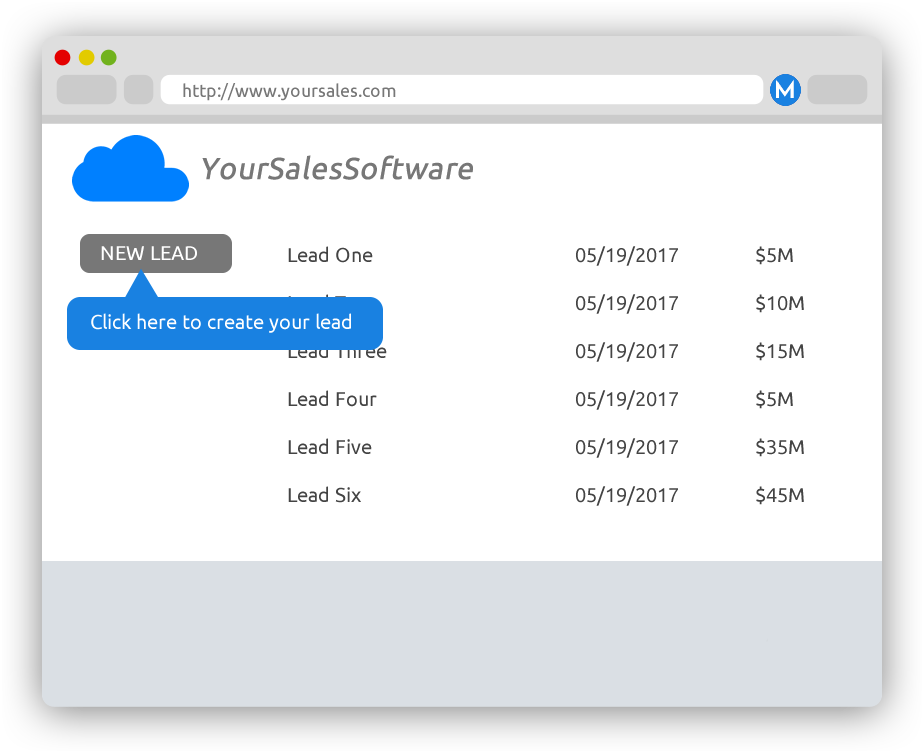 http://www.yoursales.com
M
YourSalesSoftware
NEW LEAD
Lead One 05/19/2017 $5M
05/19/2017 $10M
Click here to create your lead
Lead Three 05/19/2017 $15M
Lead Four 05/19/2017 $5M
Lead Five 05/19/2017 $35M
Lead Six 05/19/2017 $45M